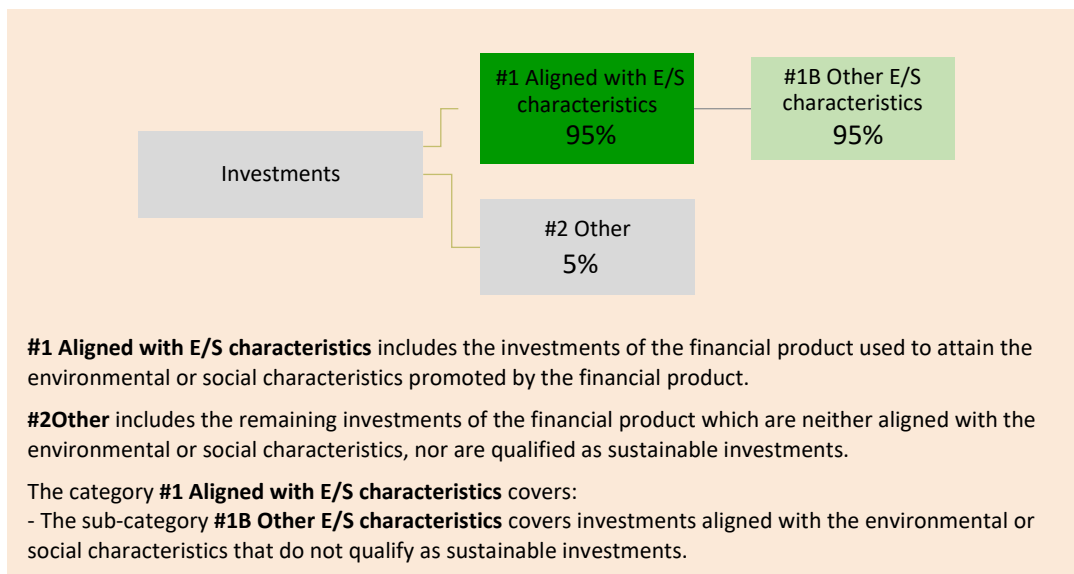 #1 Aligned with E/S
characteristics
95%
#1B Other E/S
characteristics
95%
Investments
#2 Other
5%
#1 Aligned with E/S characteristics includes the investments of the financial product used to attain the
environmental or social characteristics promoted by the financial product.
#2Other includes the remaining investments of the financial product which are neither aligned with the
environmental or social characteristics, nor are qualified as sustainable investments.
The category #1 Aligned with E/S characteristics covers:
- The sub-category #1B Other E/S characteristics covers investments aligned with the environmental or
social characteristics that do not qualify as sustainable investments.